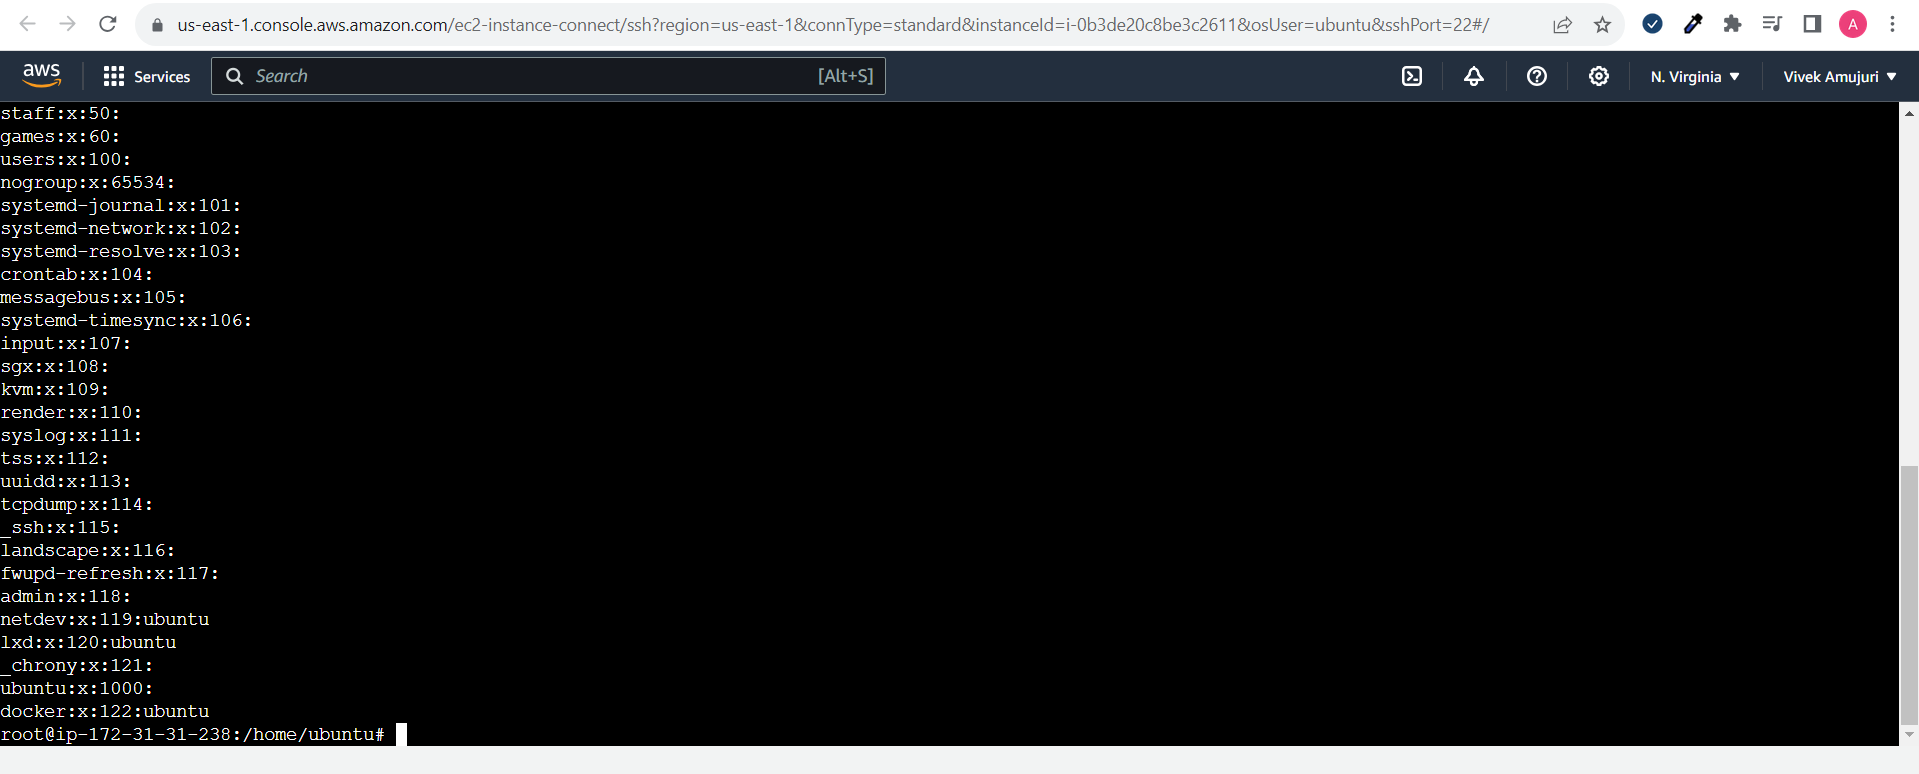 us-east-1.console.aws.amazon.com/ec2-instance-connect/ssh?region=us-east-1&connType=standard&instanceId=i-0b3de20c8be3c2611&osUser=ubuntu&sshPort=22#/
A
aws
Services
Search
[Alt+S]
N. Virginia
Vivek Amujuri
staff:x:50:
games:x:60:
users:x:100:
nogroup:x:65534:
systemd-journal:x:101:
systemd-network:x:102:
systemd-resolve:x:103:
crontab:x:104:
messagebus:x:105:
systemd-timesync:x:106:
input:x:107:
sgx:x:108:
kvm:x:109:
render:x:110:
syslog:x:111:
tss:x:112:
uuidd:x:113:
tcpdump:x:114:
_ssh:x:115:
landscape:x:116:
fwupd-refresh:x:117:
admin:x:118:
netdev:x:119:ubuntu
lxd:x:120:ubuntu
_chrony:x:121:
ubuntu:x:1000:
docker:x:122:ubuntu
root@ip-172-31-31-238:/home/ubuntu#